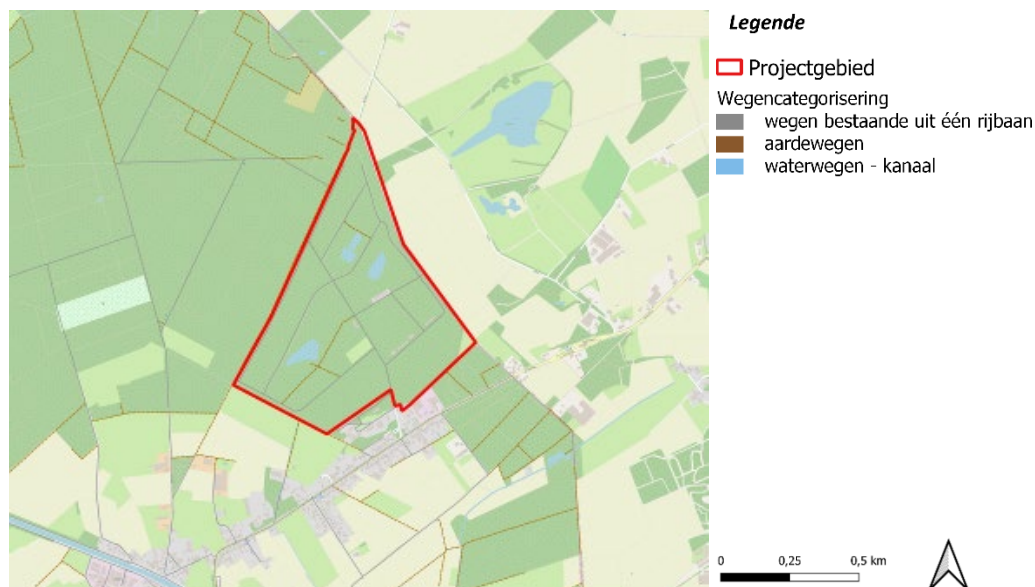 Legende
Projectgebied
Wegencategorisering
wegen bestaande uit één rijbaan
aardewegen
waterwegen - kanaal
0 0,25 0,5 km